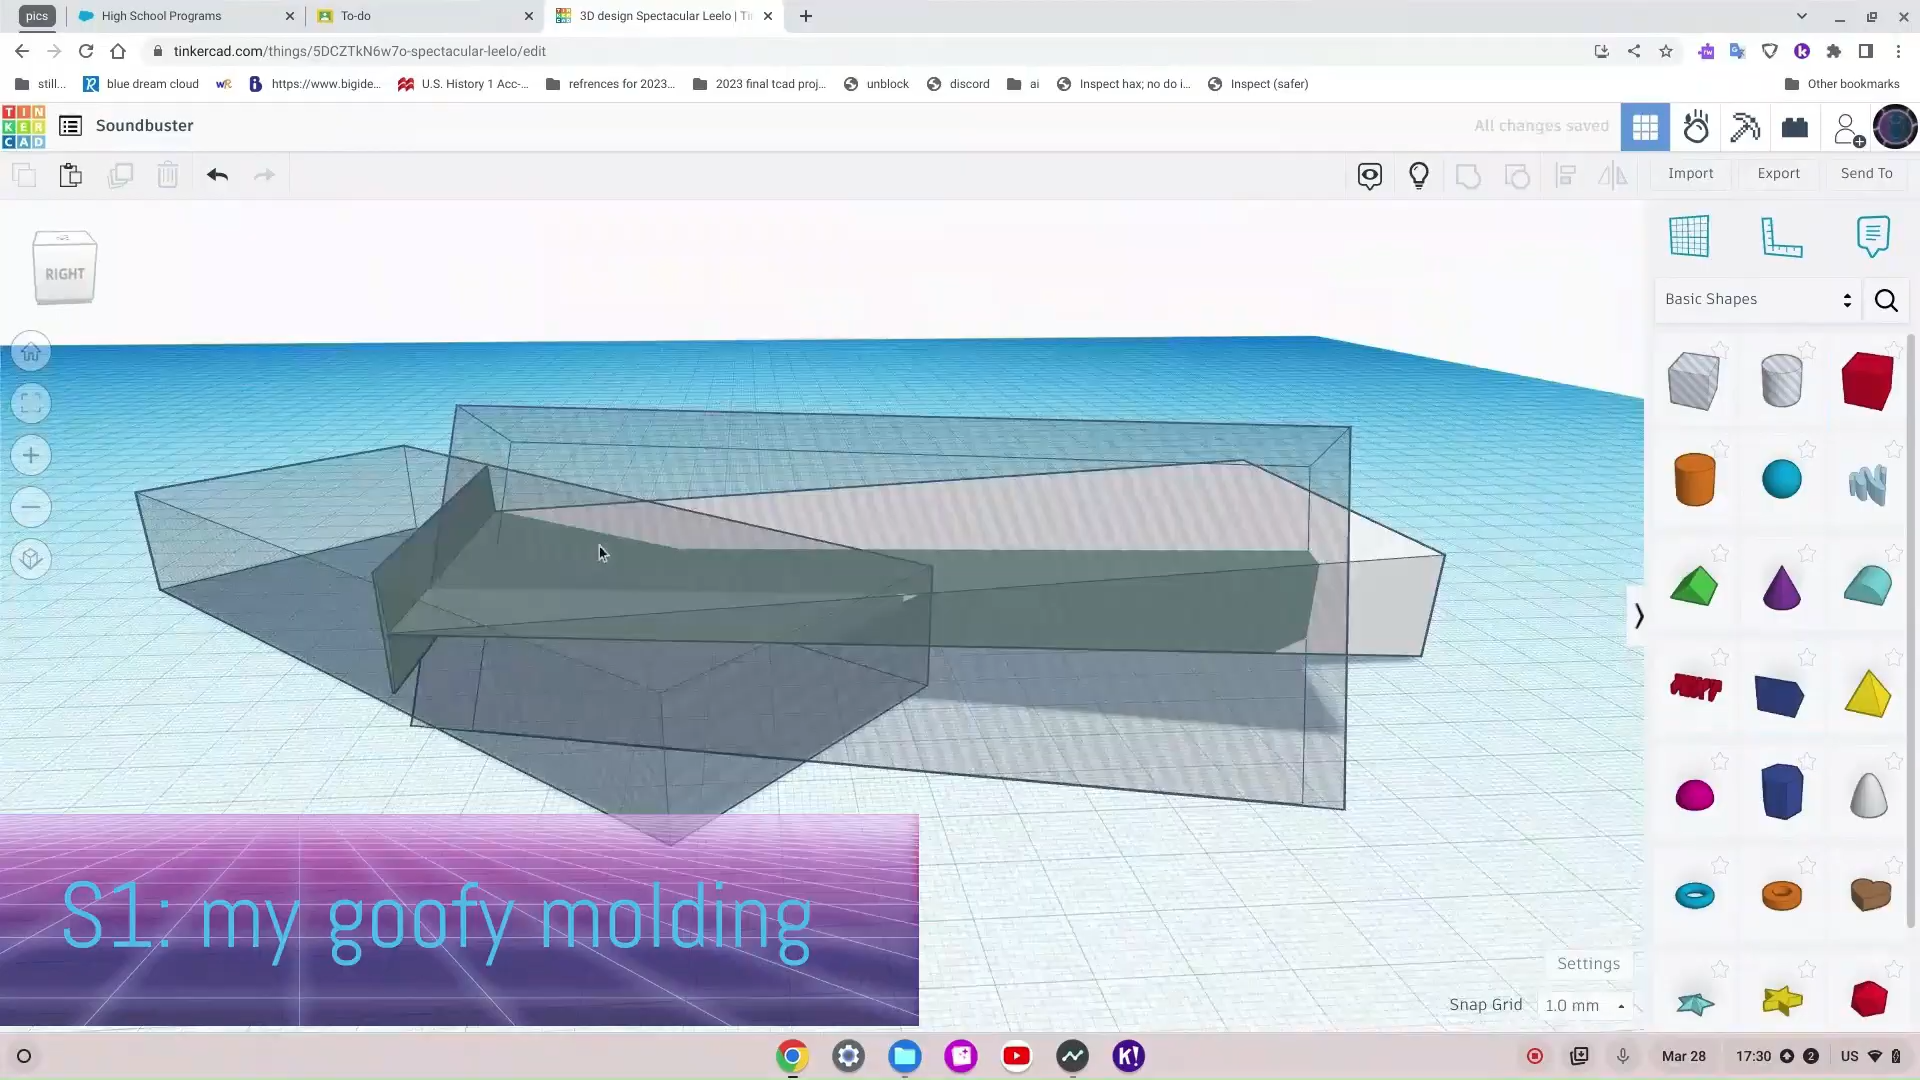 pics
High School Programs
To-do
3D design Spectacular Leelo | Ti
tinkercad.com/things/5DCZTkN6w7o-spectacular-leelo/edit
still...
blue dream cloud
wR
https://www.bigide...
U.S. History 1 Acc-...
refrences for 2023...
2023 final tcad proj...
unblock
discord
ai
Inspect hax; no do i...
Inspect (safer)
Other bookmarks
TIN
KER
CAD
Soundbuster
All changes saved
Import
Export
Send To
RIGHT
Basic Shapes
S1: my goofy molding
Settings
Snap Grid
1.0 mm
K!
Mar 28
17:30
2
US